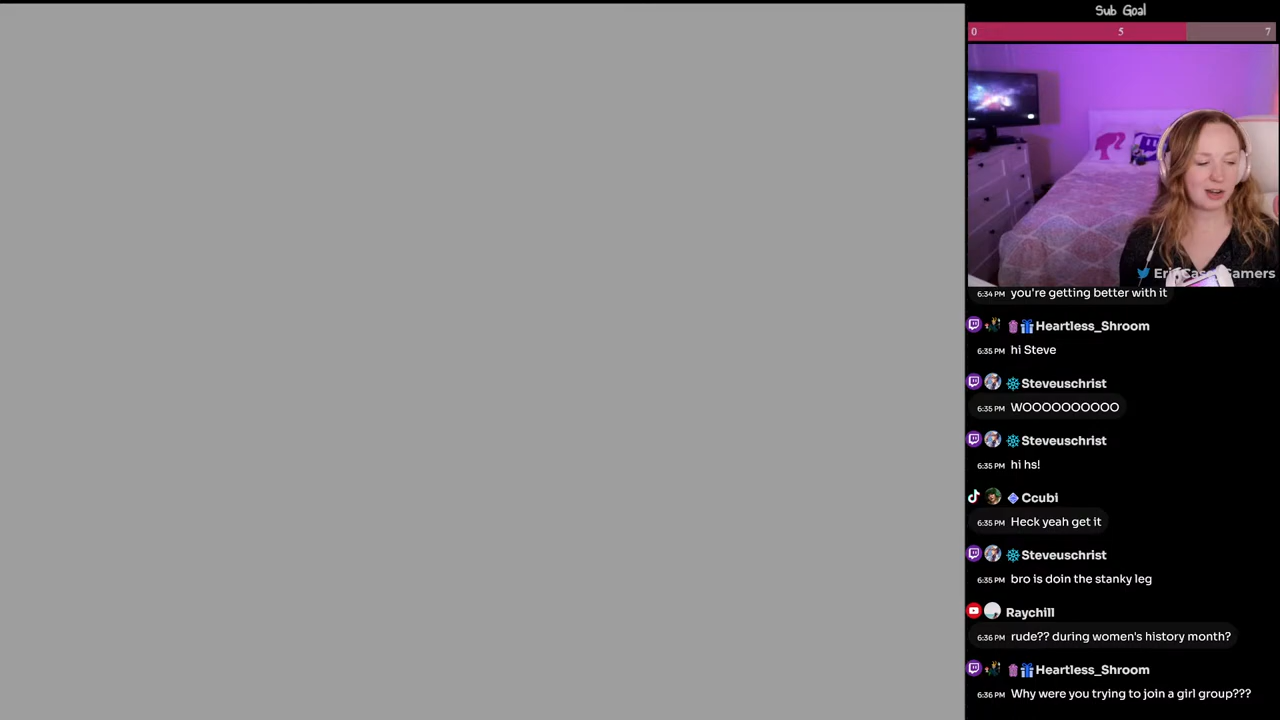 Sub Goal
0 5 7
6:34 PM you're getting better with it
Heartless_Shroom
6:35 PM hi Steve
Steveuschrist
6:35 PM WOOOOOOOOOO
Steveuschrist
6:35 PM hi hs!
Ccubi
6:35 PM Heck yeah get it
Steveuschrist
6:35 PM bro is doin the stanky leg
Raychill
6:36 PM rude?? during women's history month?
Heartless_Shroom
6:36 PM Why were you trying to join a girl group???